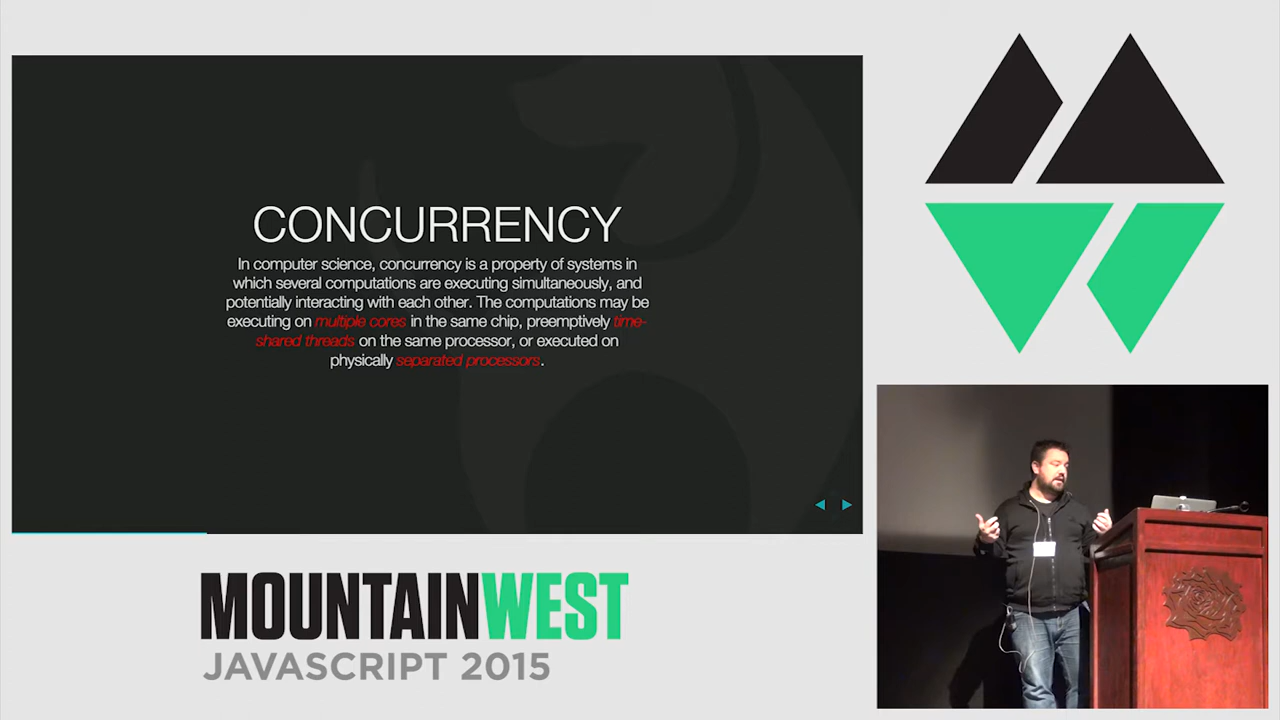 CONCURRENCY
In computer science, concurrency is a property of systems in
which several computations are executing simultaneously, and
potentially interacting with each other. The computations may be
executing on multiple cores in the same chip, preemptively time-
shared threads on the same processor, or executed on
physically separated processors.
MOUNTAINWEST
JAVASCRIPT 2015